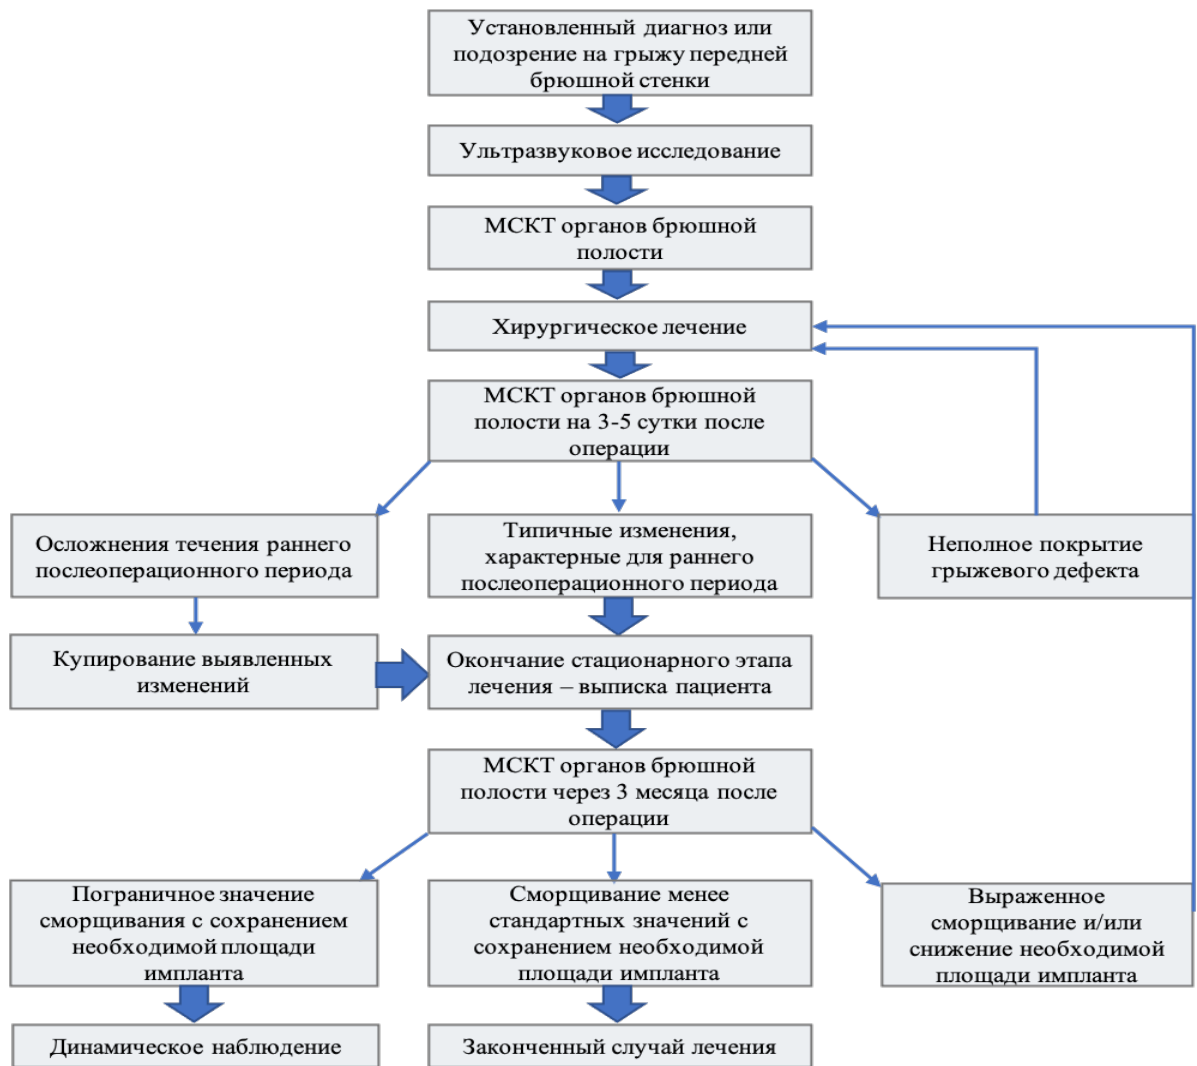 Установленный диагноз или
подозрение на грыжу передней
брюшной стенки
Ультразвуковое исследование
МСКТ органов брюшной
полости
Хирургическое лечение
МСКТ органов брюшной
полости на 3-5 сутки после
операции
Осложнения течения раннего
послеоперационного периода
Типичные изменения,
характерные для раннего
послеоперационного периода
Неполное покрытие
грыжевого дефекта
Купирование выявленных
изменений
Окончание стационарного этапа
лечения – выписка пациента
МСКТ органов брюшной
полости через 3 месяца после
операции
Пограничное значение
сморщивания с сохранением
необходимой площади
импланта
Сморщивание менее
стандартных значений с
сохранением необходимой
площади импланта
Выраженное
сморщивание и/или
снижение необходимой
площади импланта
Динамическое наблюдение
Законченный случай лечения